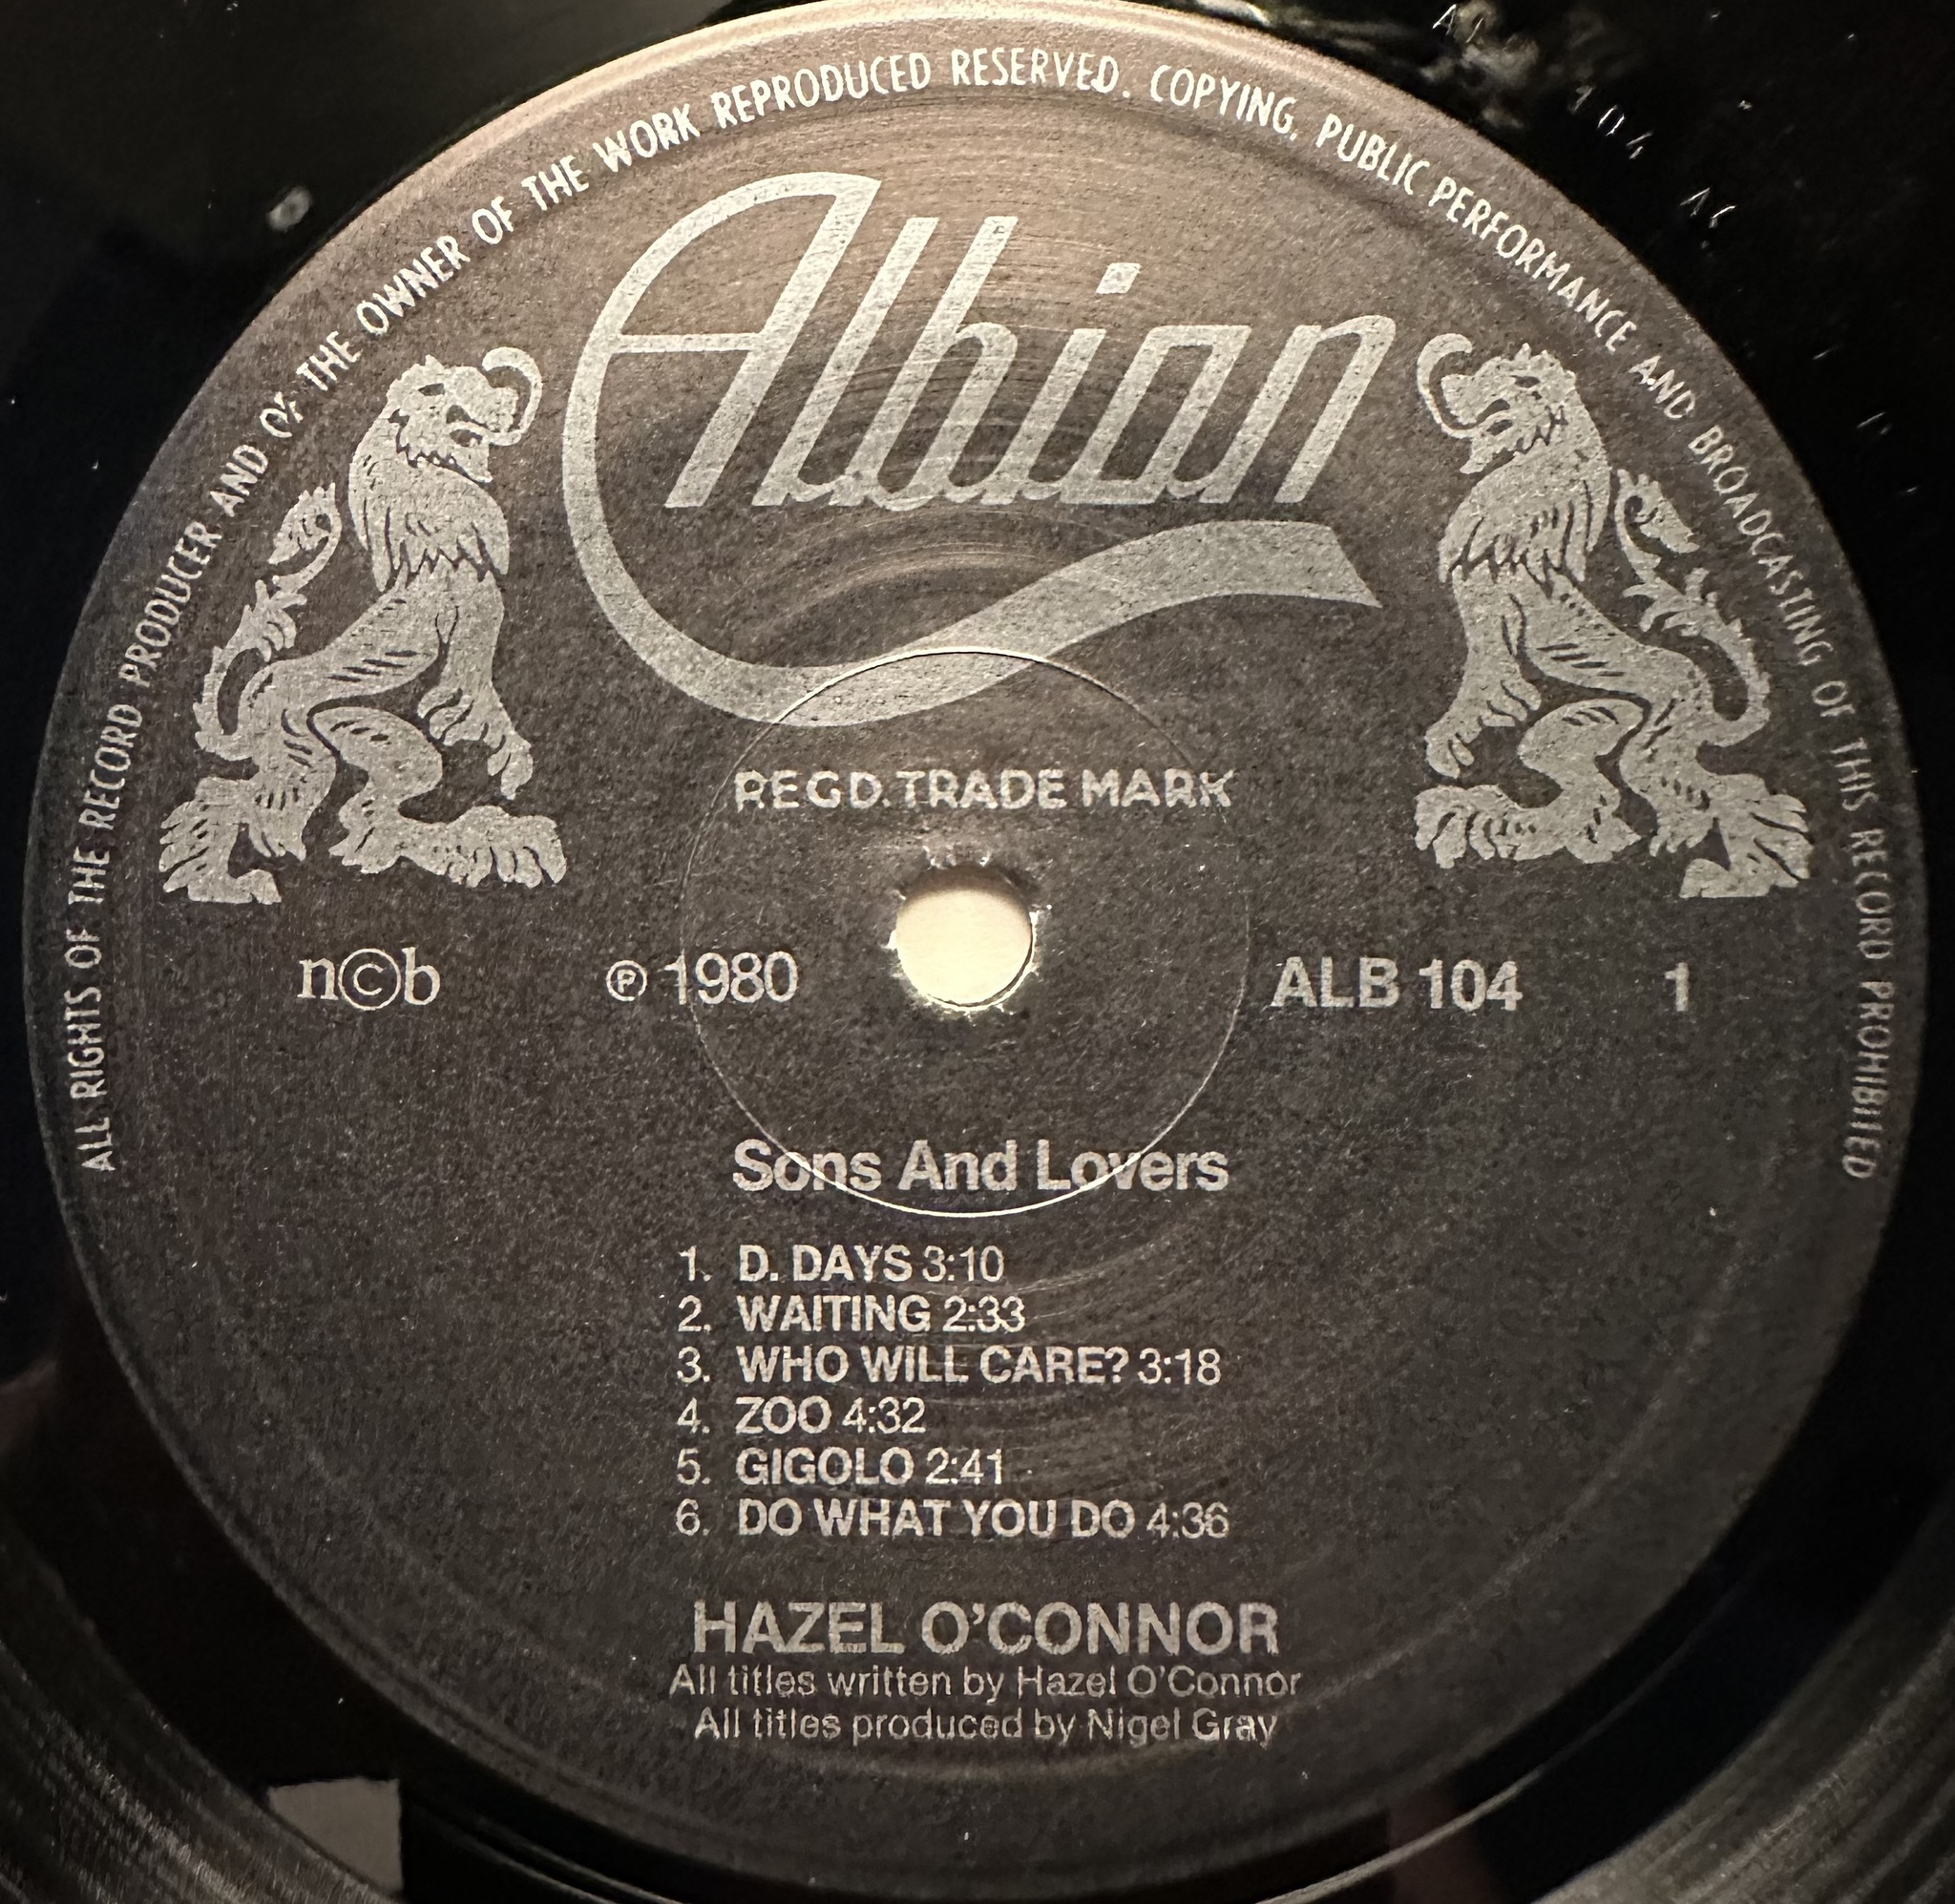 ALL RIGHTS OF THE RECORD PRODUCER AND OF THE OWNER OF THE WORK REPRODUCED RESERVED. COPYING, PUBLIC PERFORMANCE AND BROADCASTING OF THIS RECORD PROHIBITED
Albion
REGD. TRADE MARK
n©b ℗ 1980 ALB 104 1
Sons And Lovers
1. D. DAYS 3:10
2. WAITING 2:33
3. WHO WILL CARE? 3:18
4. ZOO 4:32
5. GIGOLO 2:41
6. DO WHAT YOU DO 4:36
HAZEL O'CONNOR
All titles written by Hazel O'Connor
All titles produced by Nigel Gray